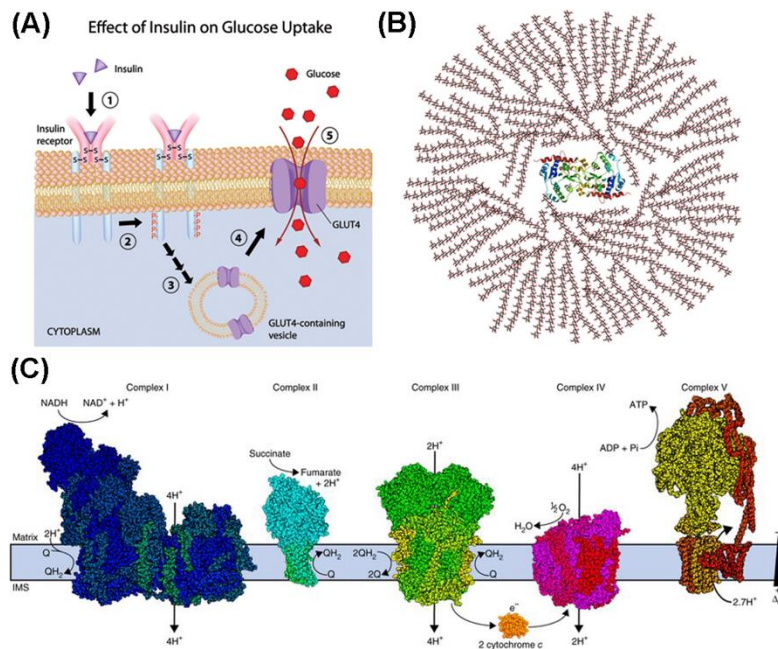 (A)
Effect of Insulin on Glucose Uptake
Insulin
Glucose
1
Insulin
receptor
S-S
S-S
S-S
S-S
S-S
S-S
5
2
4
GLUT4
3
CYTOPLASM
GLUT4-containing
vesicle
(B)
(C)
Complex I
Complex II
Complex III
Complex IV
Complex V
NADH
NAD⁺ + H⁺
ATP
Succinate
Fumarate
+ 2H⁺
2H⁺
ADP + Pi
4H⁺
4H⁺
½O₂
H₂O
Matrix
2H⁺
Q
QH₂
IMS
QH₂
Q
2QH₂
2Q
QH₂
Q
4H⁺
4H⁺
e⁻
2 cytochrome c
2H⁺
2.7H⁺